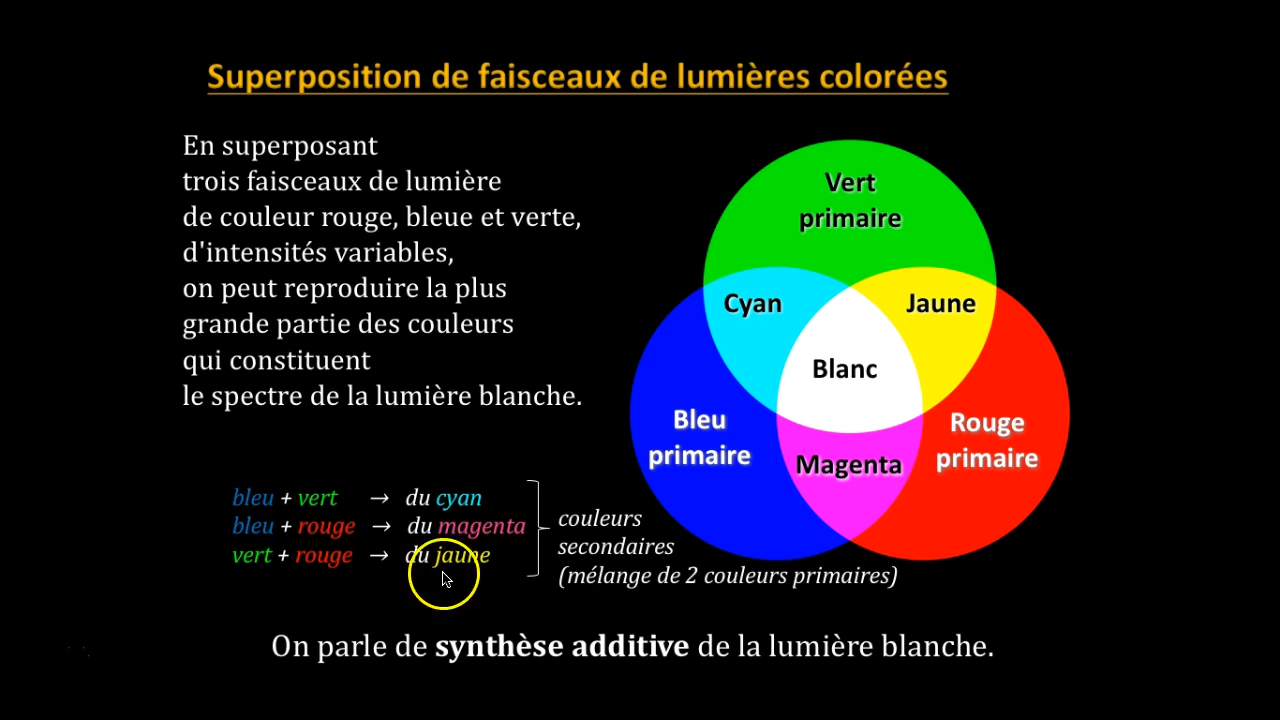 Superposition de faisceaux de lumières colorées
En superposant
trois faisceaux de lumière
de couleur rouge, bleue et verte,
d'intensités variables,
on peut reproduire la plus
grande partie des couleurs
qui constituent
le spectre de la lumière blanche.
Vert
primaire
Cyan
Jaune
Blanc
Bleu
primaire
Rouge
primaire
Magenta
bleu + vert → du cyan
bleu + rouge → du magenta
vert + rouge → du jaune
couleurs
secondaires
(mélange de 2 couleurs primaires)
On parle de synthèse additive de la lumière blanche.